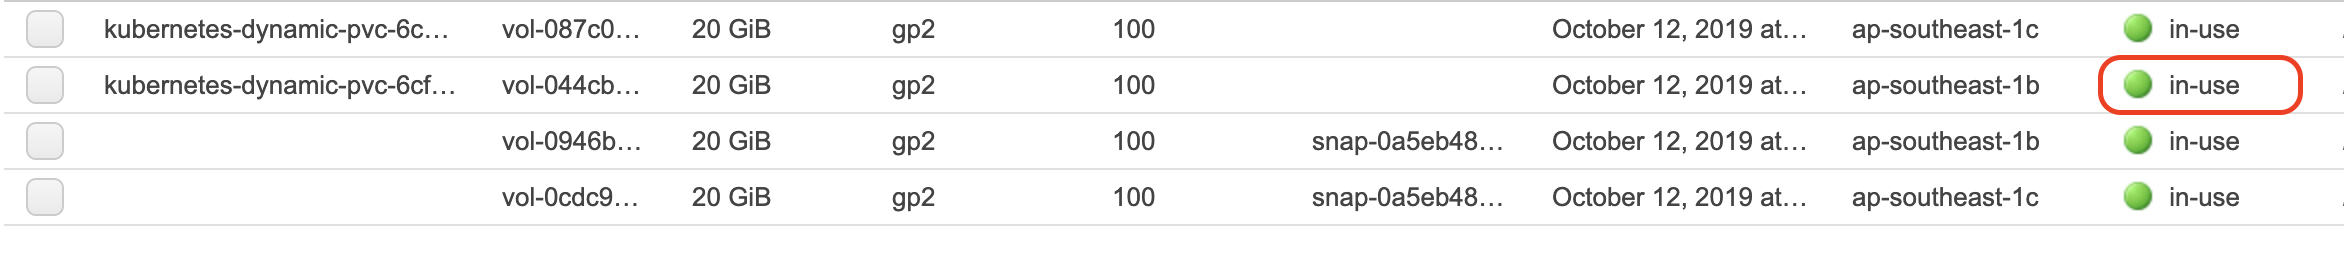 kubernetes-dynamic-pvc-6c... vol-087c0... 20 GiB gp2 100 October 12, 2019 at... ap-southeast-1c in-use
kubernetes-dynamic-pvc-6cf... vol-044cb... 20 GiB gp2 100 October 12, 2019 at... ap-southeast-1b in-use
vol-0946b... 20 GiB gp2 100 snap-0a5eb48... October 12, 2019 at... ap-southeast-1b in-use
vol-0cdc9... 20 GiB gp2 100 snap-0a5eb48... October 12, 2019 at... ap-southeast-1c in-use